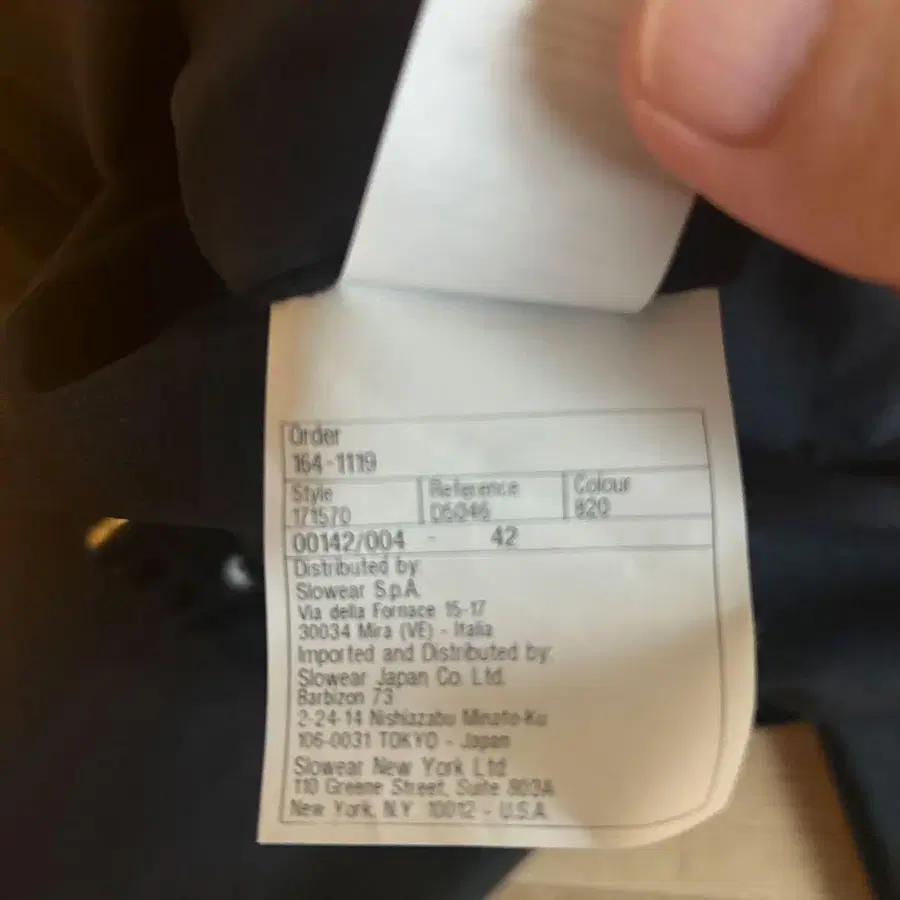 Order
164-1119
Style Reference Colour
171570 06046 820
00142/004 - 42
Distributed by:
Slowear S.p.A.
Via della Fornace 15-17
30034 Mira (VE) - Italia
Imported and Distributed by:
Slowear Japan Co. Ltd.
Barbizon 73
2-24-14 Nishiazabu Minato-Ku
106-0031 TOKYO - Japan
Slowear New York Ltd
110 Greene Street, Suite 803A
New York, N.Y. 10012 - U.S.A.